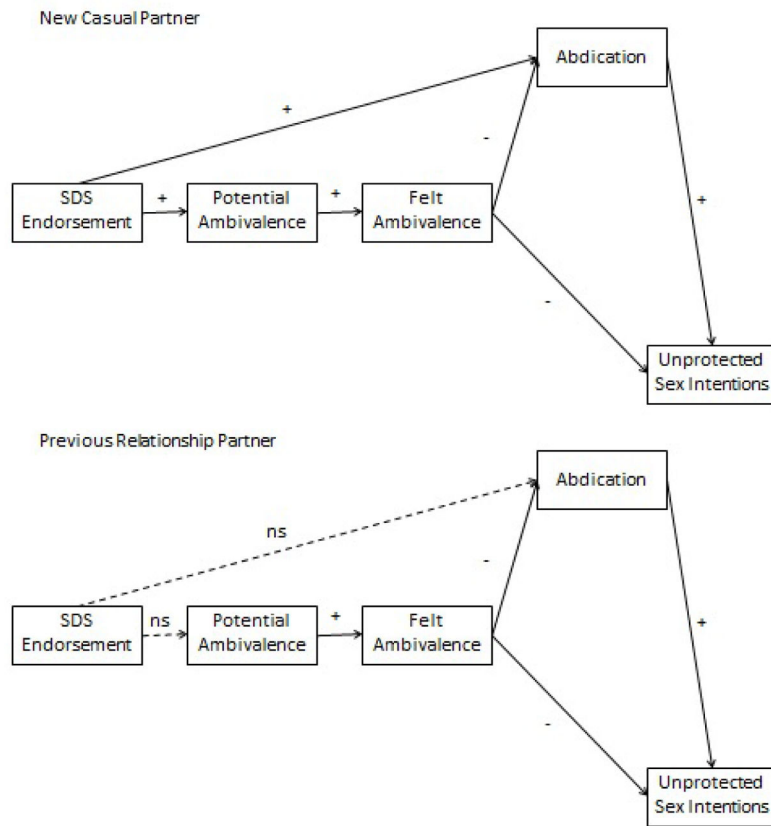 New Casual Partner
Abdication
+
-
SDS
Endorsement
+
Potential
Ambivalence
+
Felt
Ambivalence
+
-
Unprotected
Sex Intentions
Previous Relationship Partner
Abdication
ns
-
SDS
Endorsement
ns
Potential
Ambivalence
+
Felt
Ambivalence
+
-
Unprotected
Sex Intentions